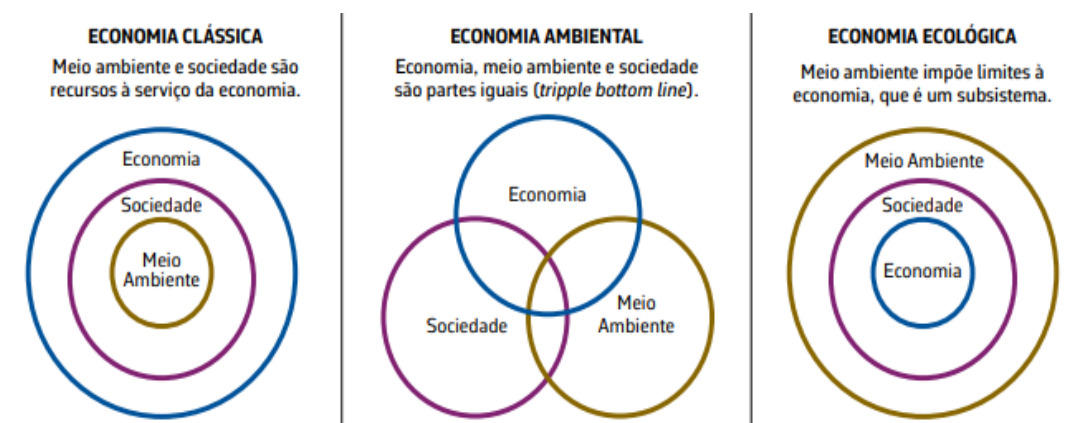 ECONOMIA CLÁSSICA
Meio ambiente e sociedade são
recursos à serviço da economia.
Economia
Sociedade
Meio
Ambiente
ECONOMIA AMBIENTAL
Economia, meio ambiente e sociedade
são partes iguais (tripple bottom line).
Economia
Sociedade
Meio
Ambiente
ECONOMIA ECOLÓGICA
Meio ambiente impõe limites à
economia, que é um subsistema.
Meio Ambiente
Sociedade
Economia